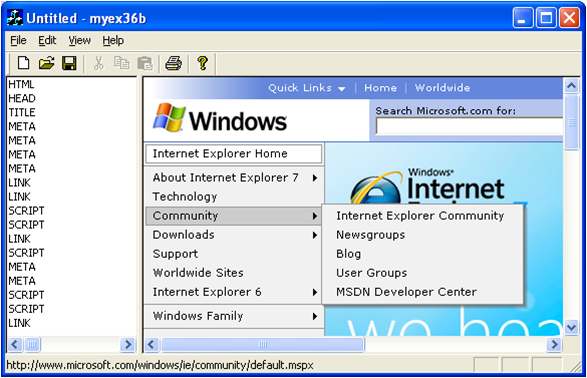 Untitled - myex36b
File Edit View Help
HTML
HEAD
TITLE
META
META
META
META
LINK
LINK
SCRIPT
SCRIPT
LINK
SCRIPT
META
META
SCRIPT
SCRIPT
LINK
Quick Links | Home | Worldwide
Windows
Search Microsoft.com for:
Internet Explorer Home
About Internet Explorer 7
Technology
Community
Downloads
Support
Worldwide Sites
Internet Explorer 6
Windows Family
Windows
Internet
Internet Explorer Community
Newsgroups
Blog
User Groups
MSDN Developer Center
we hea
http://www.microsoft.com/windows/ie/community/default.mspx